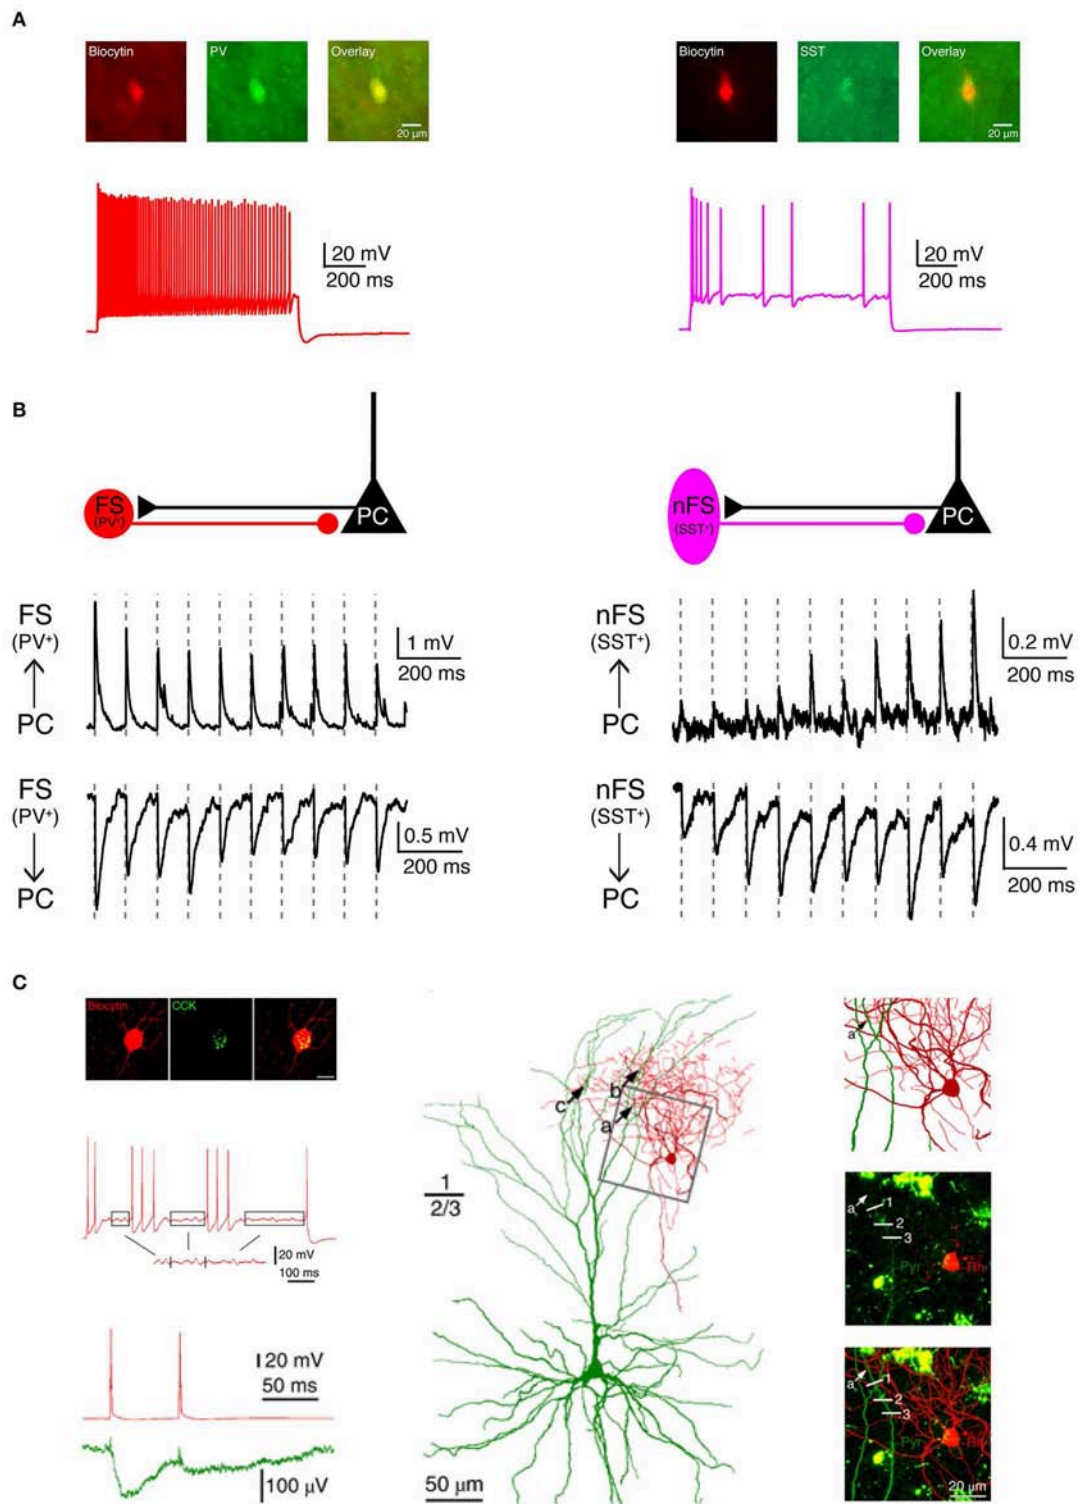 A
Biocytin PV Overlay
20 µm
Biocytin SST Overlay
20 µm
20 mV
200 ms
20 mV
200 ms
B
FS
(PV⁺)
PC
nFS
(SST⁺)
PC
FS
(PV⁺)
PC
1 mV
200 ms
nFS
(SST⁺)
PC
0.2 mV
200 ms
FS
(PV⁺)
PC
0.5 mV
200 ms
nFS
(SST⁺)
PC
0.4 mV
200 ms
C
Biocytin CCK
20 mV
100 ms
20 mV
50 ms
100 µV
1
2/3
a
b
c
50 µm
a
a
1
2
3
Pyr
a
1
2
3
Pyr
20 µm